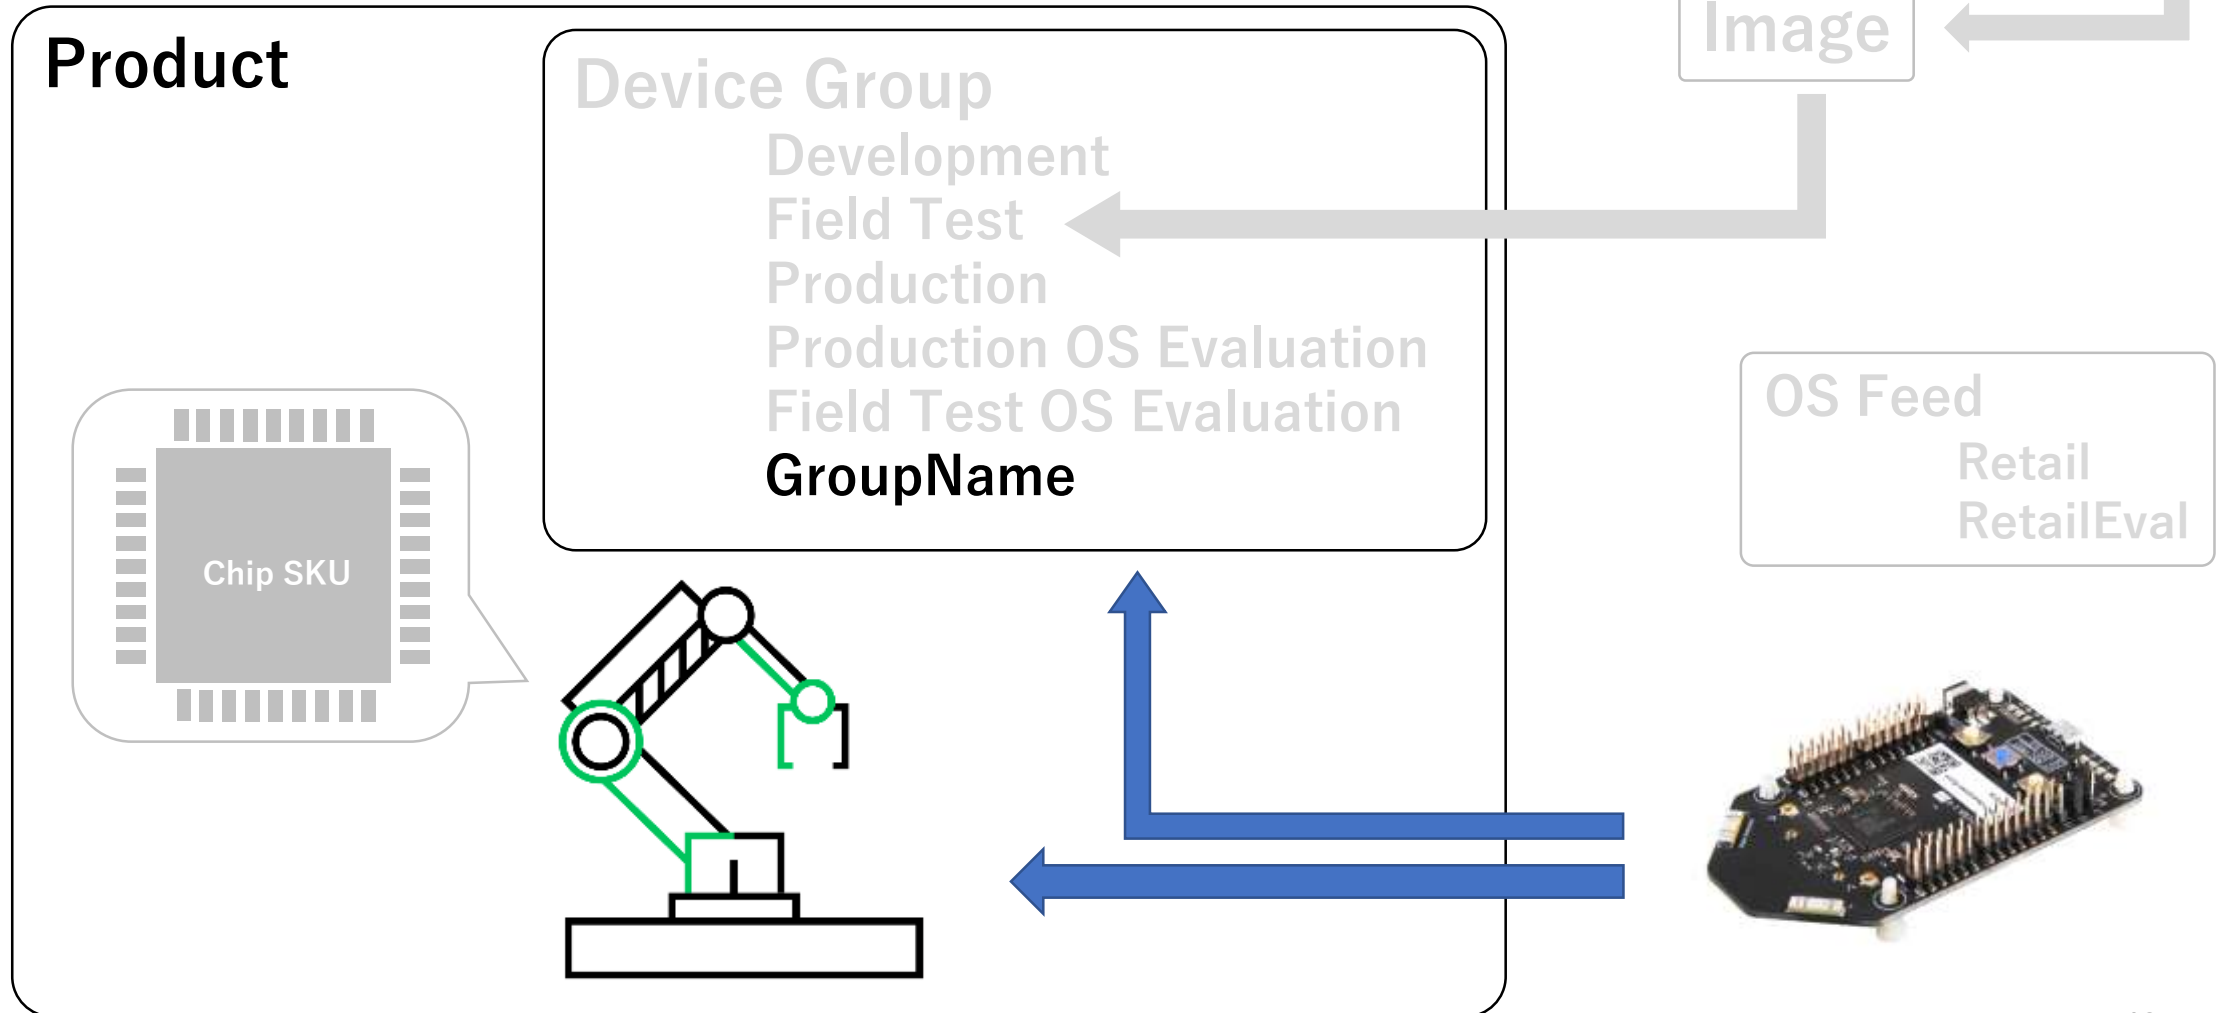 Product
Device Group
Development
Field Test
Production
Production OS Evaluation
Field Test OS Evaluation
GroupName
Chip SKU
Image
OS Feed
Retail
RetailEval